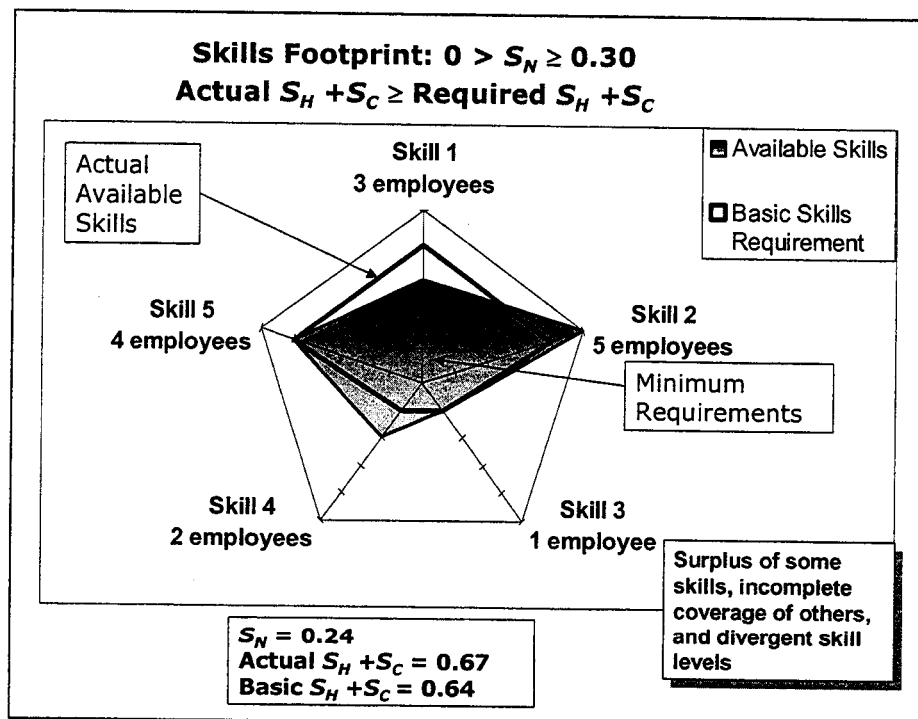 Skills Footprint: 0 > S_N ≥ 0.30
Actual S_H +S_C ≥ Required S_H +S_C
Actual
Available
Skills
Skill 1
3 employees
Available Skills
Basic Skills
Requirement
Skill 5
4 employees
Skill 2
5 employees
Minimum
Requirements
Skill 4
2 employees
Skill 3
1 employee
Surplus of some
skills, incomplete
coverage of others,
and divergent skill
levels
S_N = 0.24
Actual S_H +S_C = 0.67
Basic S_H +S_C = 0.64